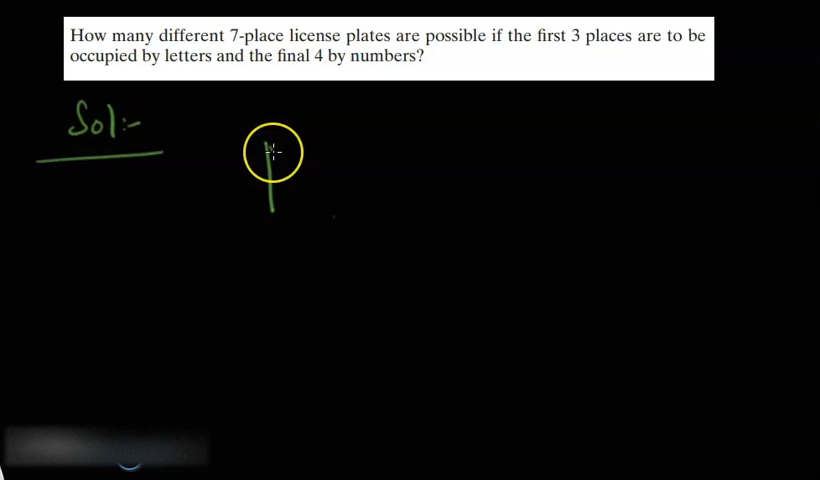 How many different 7-place license plates are possible if the first 3 places are to be
occupied by letters and the final 4 by numbers?
Sol:-